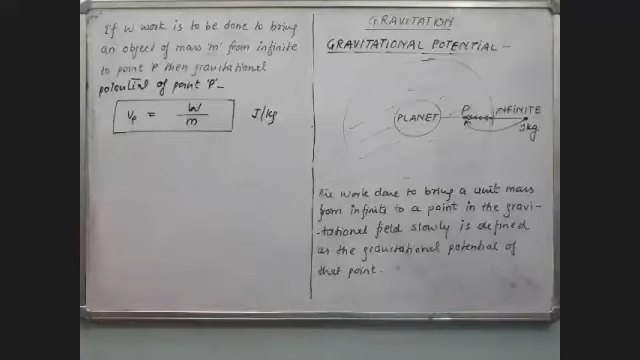 If W work is to be done to bring
an object of mass 'm' from infinite
to point 'P' then gravitational
potential of point 'P' -
Vp = W/m J/kg
GRAVITATION
GRAVITATIONAL POTENTIAL -
PLANET P INFINITE
1kg.
The work done to bring a unit mass
from infinite to a point in the gravi-
-tational field slowly is defined
as the gravitational potential of
that point.